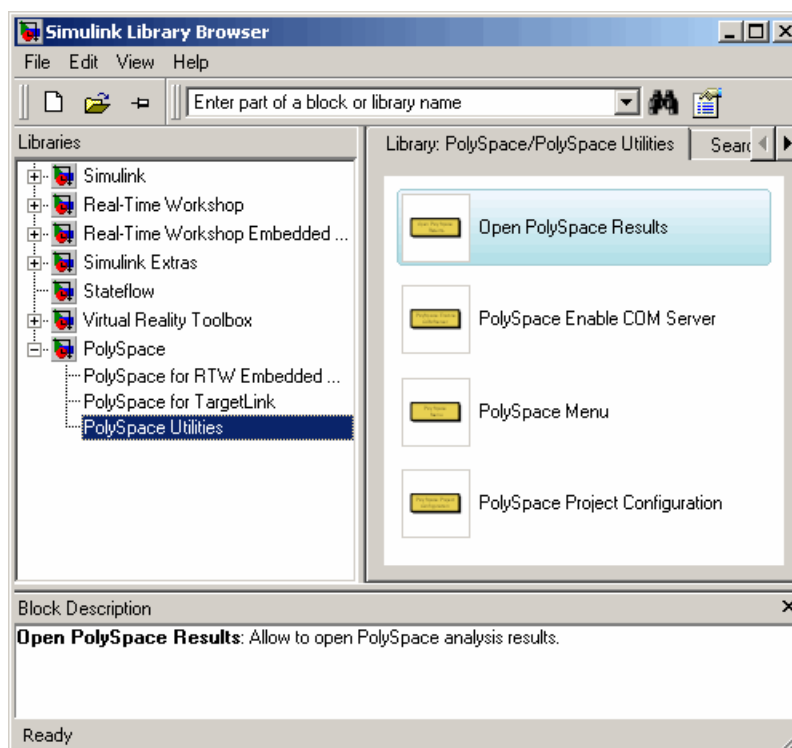 Simulink Library Browser
File Edit View Help
Enter part of a block or library name
Libraries
Library: PolySpace/PolySpace Utilities
Sear
Simulink
Real-Time Workshop
Real-Time Workshop Embedded ...
Simulink Extras
Stateflow
Virtual Reality Toolbox
PolySpace
PolySpace for RTW Embedded ...
PolySpace for TargetLink
PolySpace Utilities
Open PolySpace Results
PolySpace Enable COM Server
PolySpace Menu
PolySpace Project Configuration
Block Description
Open PolySpace Results: Allow to open PolySpace analysis results.
Ready